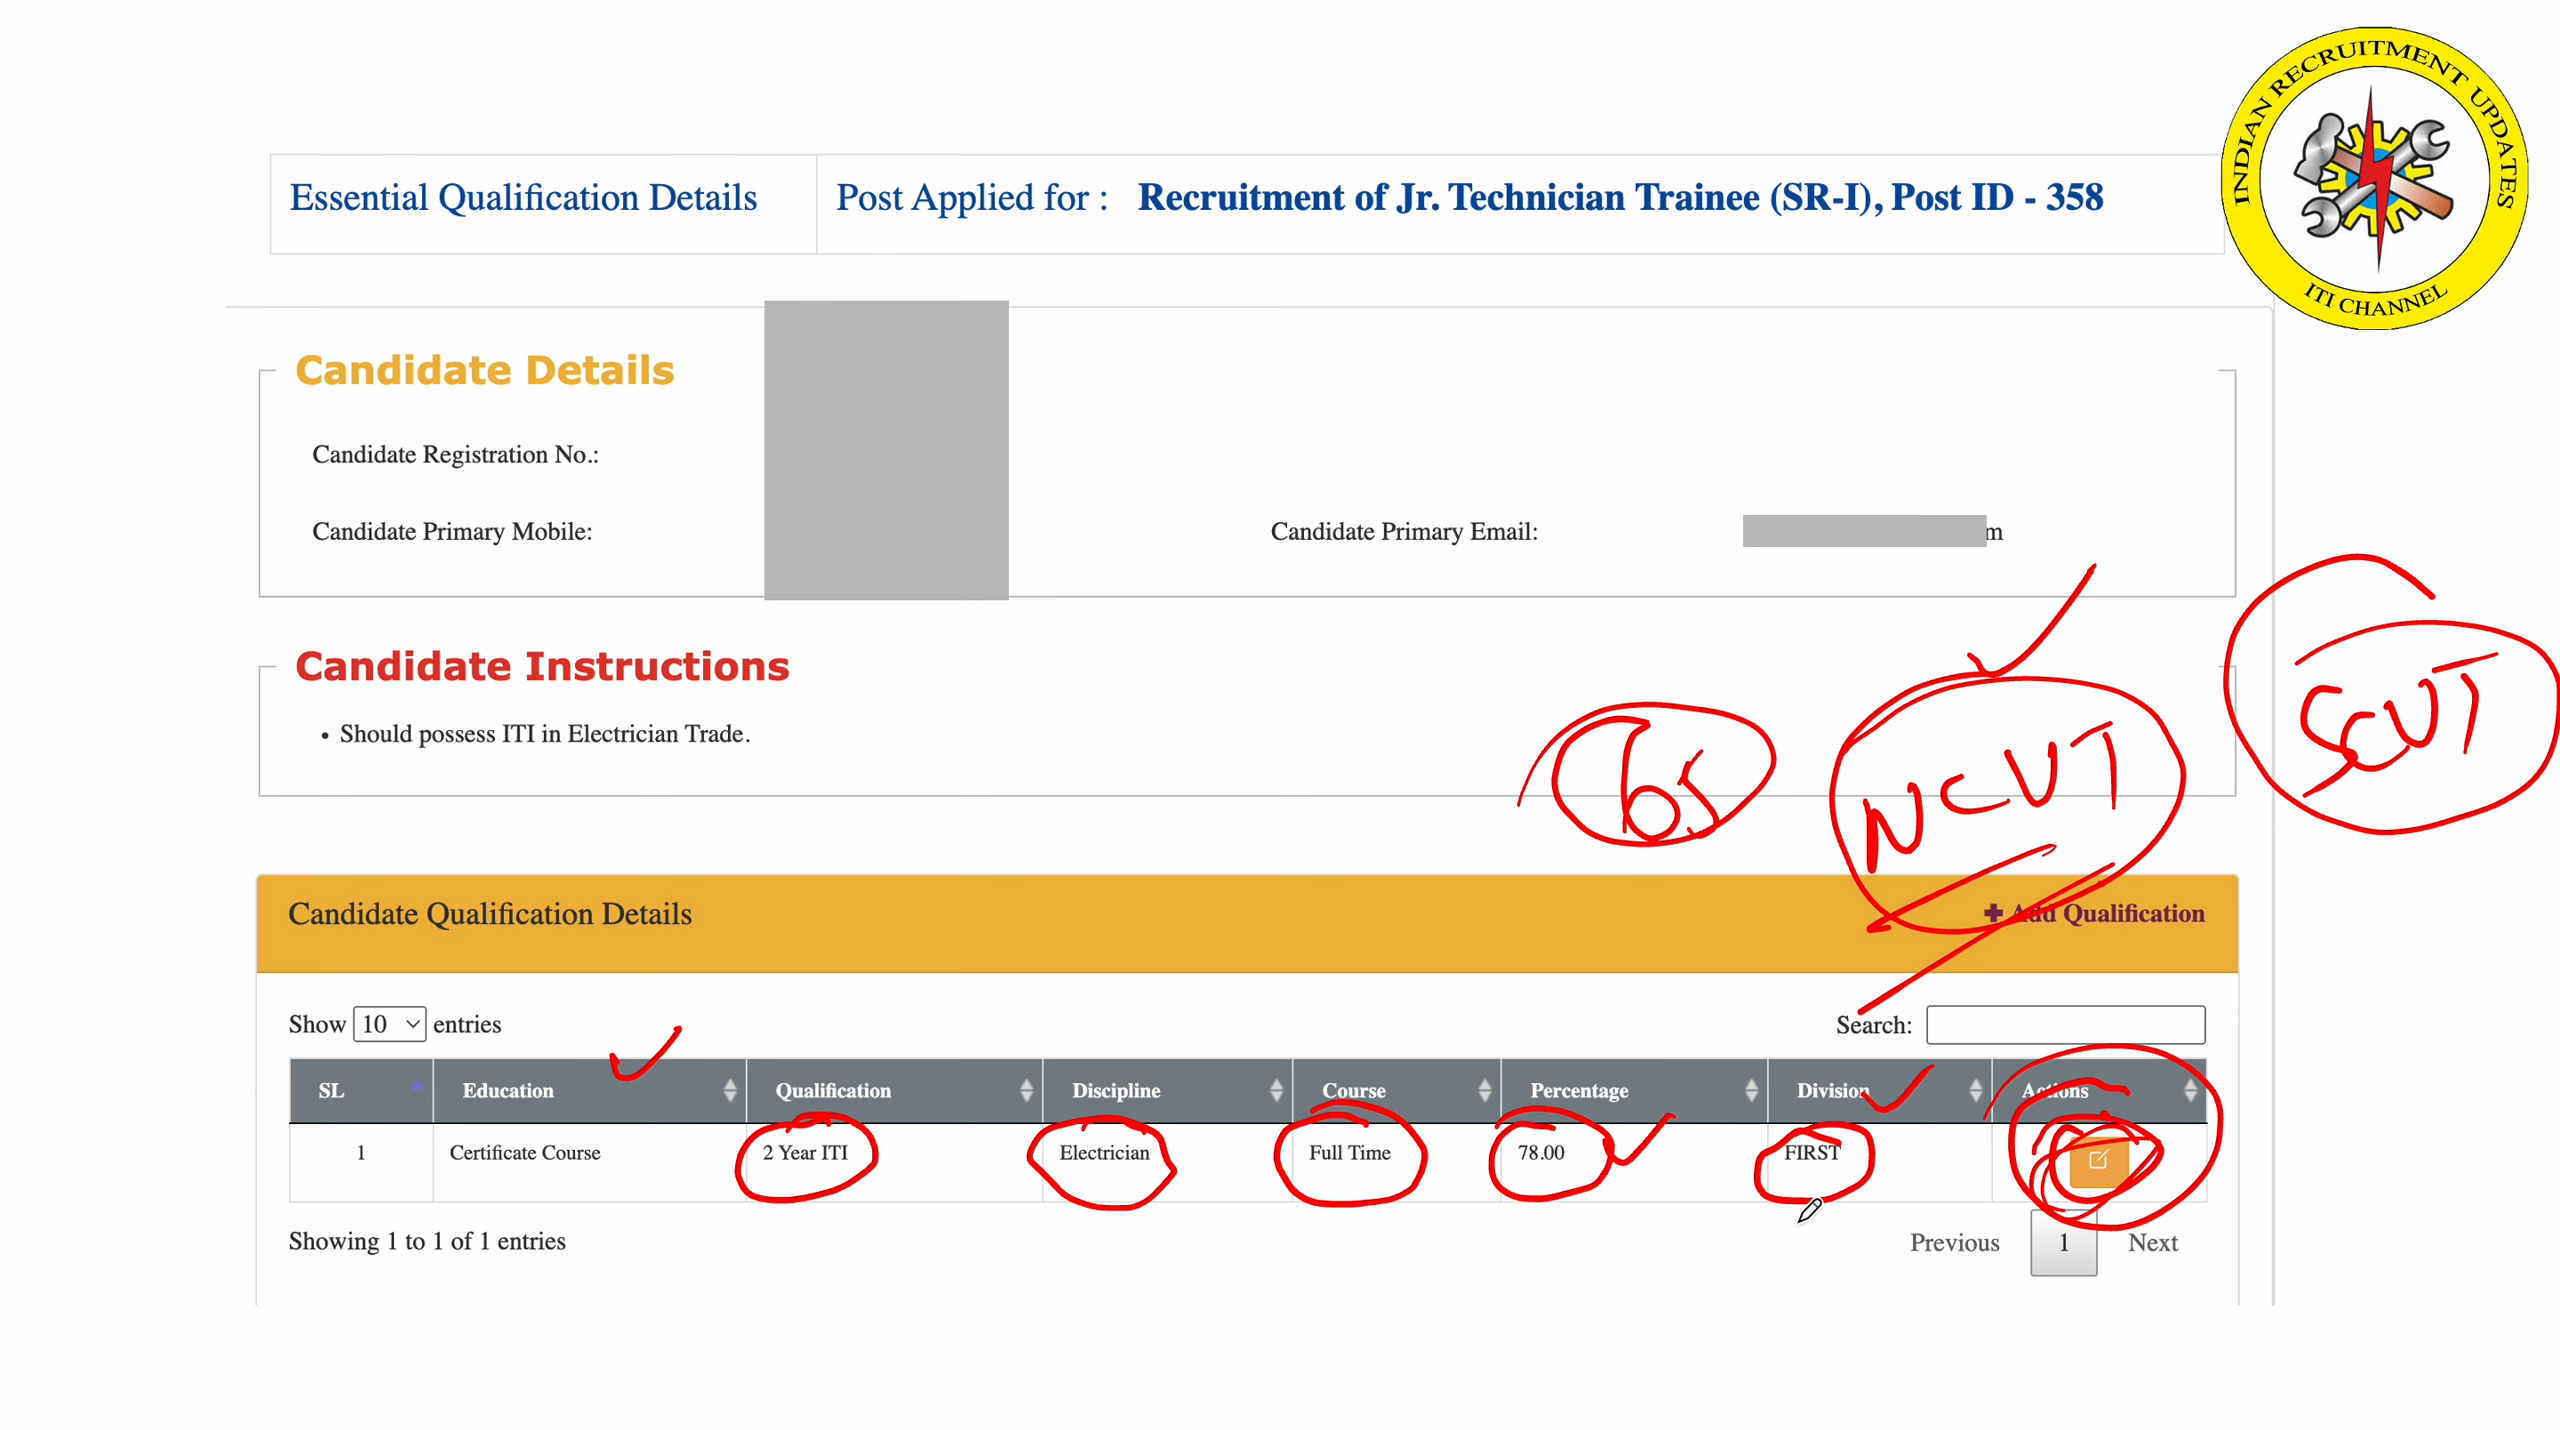 INDIAN RECRUITMENT UPDATES
ITI CHANNEL
Essential Qualification Details Post Applied for : Recruitment of Jr. Technician Trainee (SR-I), Post ID - 358
Candidate Details
Candidate Registration No.:
Candidate Primary Mobile: Candidate Primary Email: m
Candidate Instructions
• Should possess ITI in Electrician Trade.
65 NCVT SCVT
Candidate Qualification Details Add Qualification
Show 10 entries Search:
SL Education Qualification Discipline Course Percentage Division Actions
1 Certificate Course 2 Year ITI Electrician Full Time 78.00 FIRST
Showing 1 to 1 of 1 entries Previous 1 Next